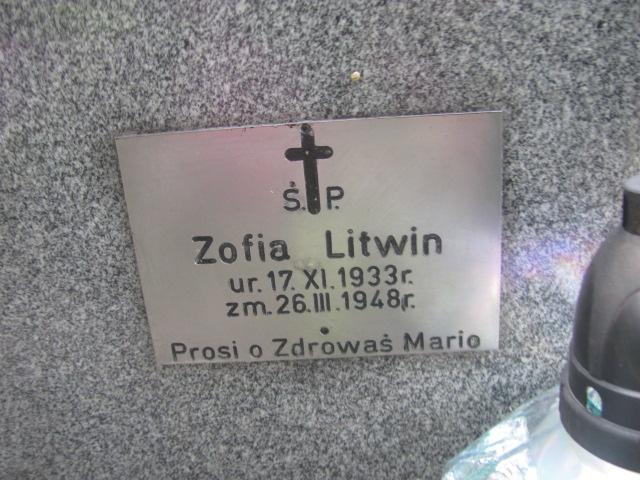 Ś. P.
Zofia Litwin
ur. 17. XI. 1933r.
zm. 26.III.1948r.
Prosi o Zdrowaś Mario